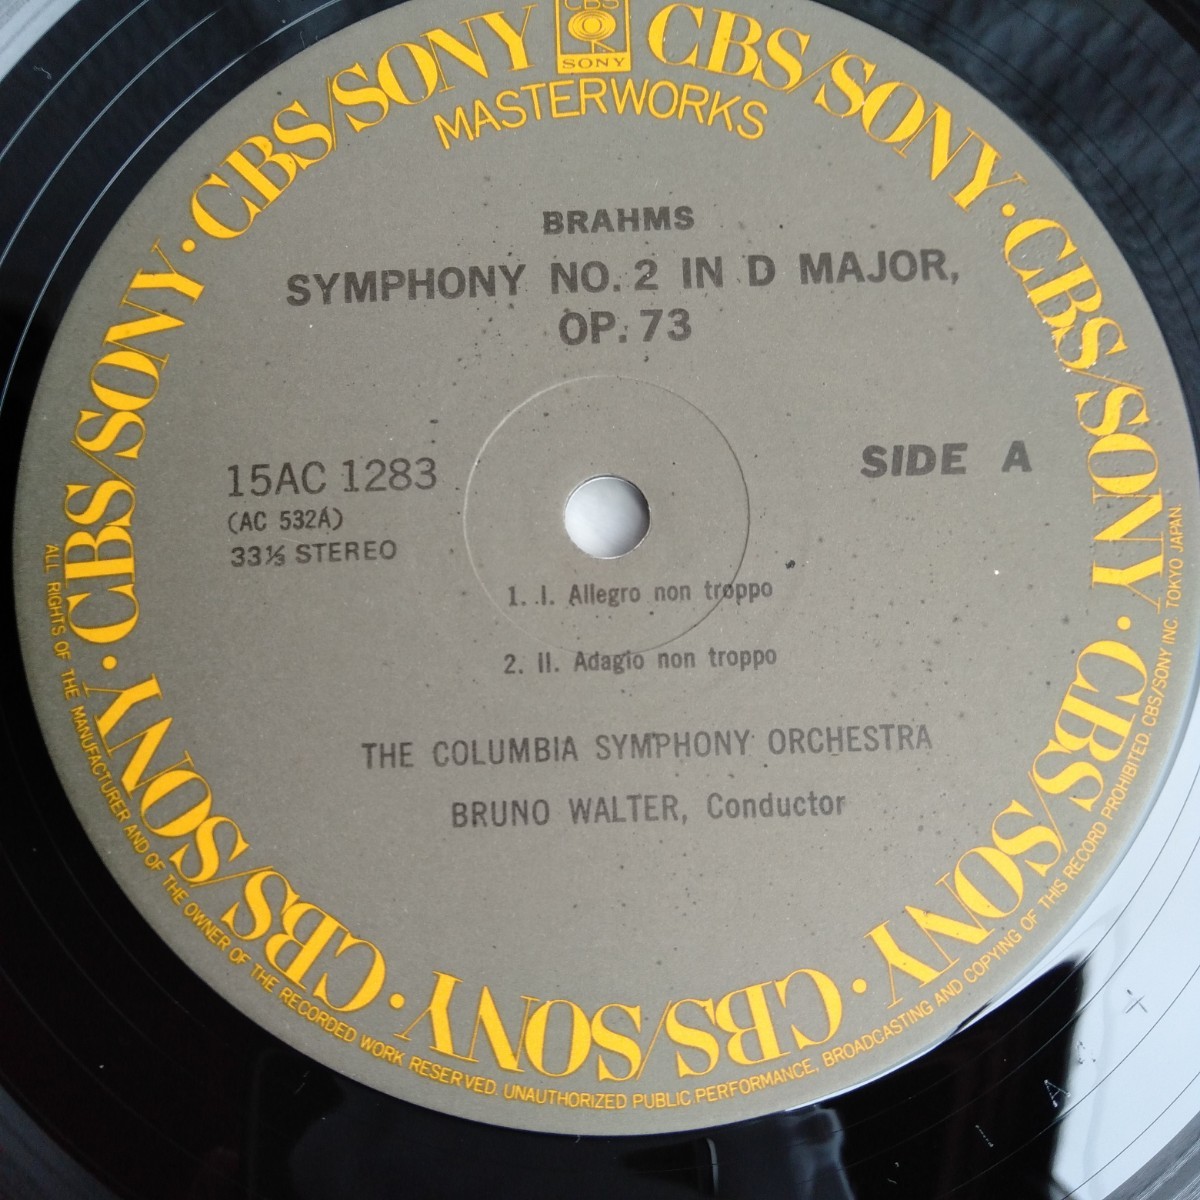 CBS
SONY
CBS/SONY · CBS/SONY · CBS/SONY · CBS/SONY · CBS/SONY · CBS/SONY · CBS/SONY · CBS/SONY
MASTERWORKS
BRAHMS
SYMPHONY NO. 2 IN D MAJOR,
OP. 73
15AC 1283
SIDE A
(AC 532A)
33⅓ STEREO
1. I. Allegro non troppo
2. II. Adagio non troppo
THE COLUMBIA SYMPHONY ORCHESTRA
BRUNO WALTER, Conductor
ALL RIGHTS OF THE MANUFACTURER AND OF THE OWNER OF THE RECORDED WORK RESERVED. UNAUTHORIZED PUBLIC PERFORMANCE, BROADCASTING AND COPYING OF THIS RECORD PROHIBITED. CBS/SONY INC. TOKYO JAPAN
A